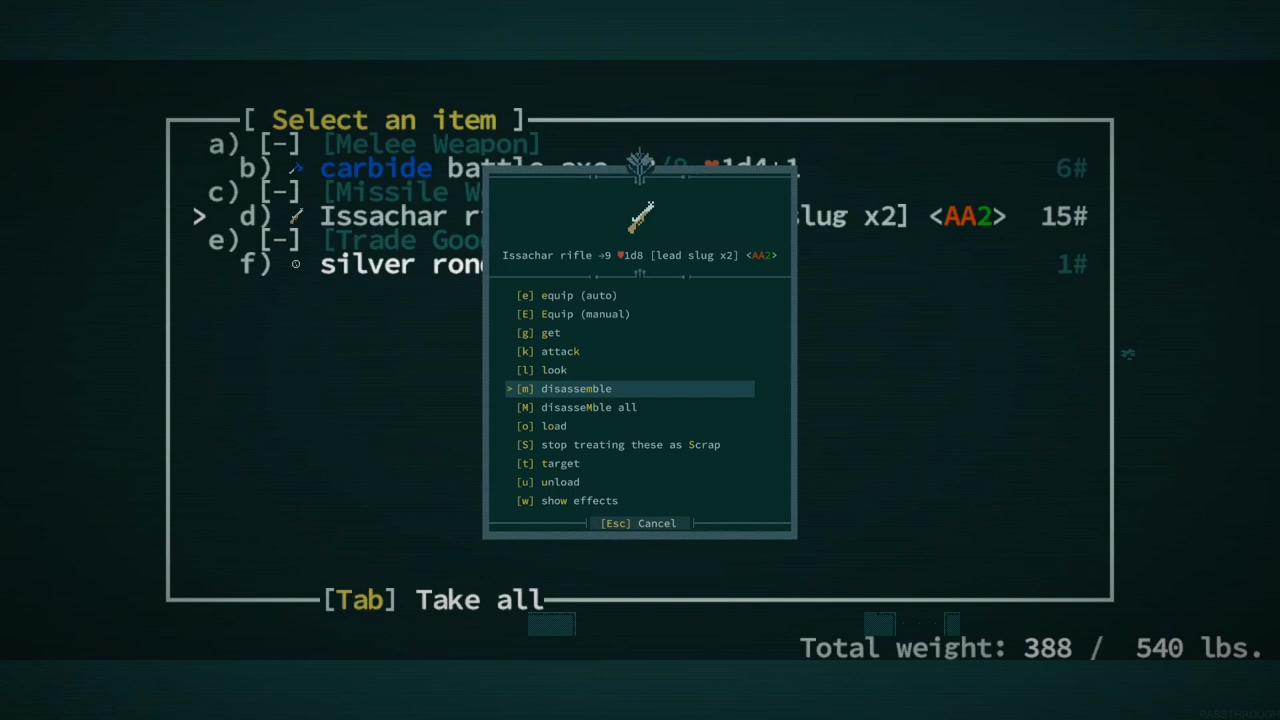 [ Select an item ]
a) [-] [Melee Weapon]
b) carbide battle axe 1d4+1 6#
c) [-] [Missile W
> d) Issachar r slug x2] <AA2> 15#
e) [-] [Trade Goo
f) silver ron 1#
Issachar rifle →9 ♥1d8 [lead slug x2] <AA2>
[e] equip (auto)
[E] Equip (manual)
[g] get
[k] attack
[l] look
> [m] disassemble
[M] disasseMble all
[o] load
[S] stop treating these as Scrap
[t] target
[u] unload
[w] show effects
[Esc] Cancel
[Tab] Take all
Total weight: 388 / 540 lbs.